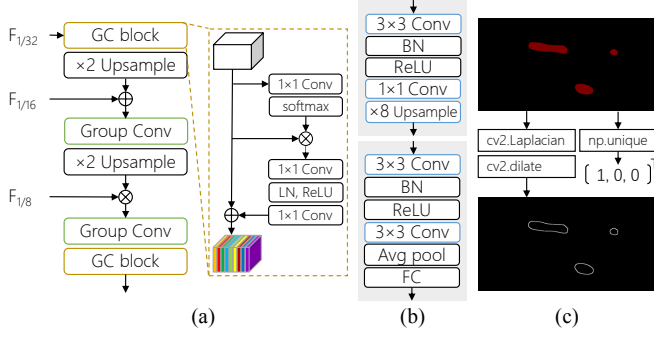 F1/32
GC block
×2 Upsample
F1/16
Group Conv
×2 Upsample
F1/8
Group Conv
GC block
1×1 Conv
softmax
1×1 Conv
LN, ReLU
1×1 Conv
(a)
3×3 Conv
BN
ReLU
1×1 Conv
×8 Upsample
3×3 Conv
BN
ReLU
3×3 Conv
Avg pool
FC
(b)
cv2.Laplacian
cv2.dilate
np.unique
[ 1, 0, 0 ]
(c)